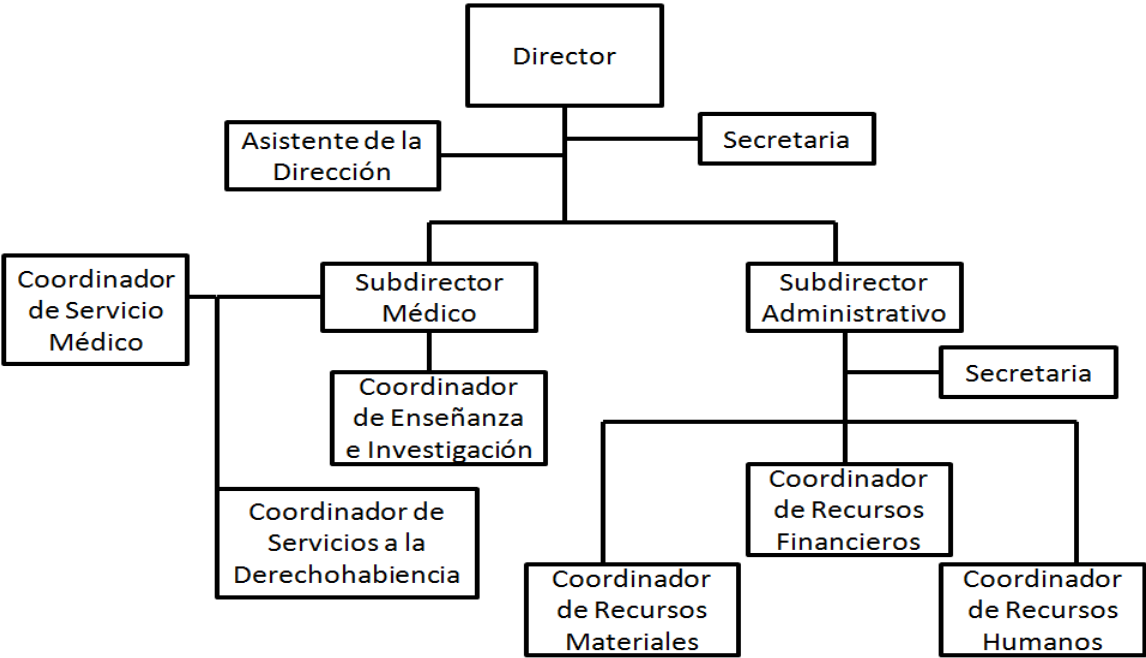 Director
Asistente de la
Dirección
Secretaria
Coordinador
de Servicio
Médico
Subdirector
Médico
Subdirector
Administrativo
Secretaria
Coordinador
de Enseñanza
e Investigación
Coordinador
de Recursos
Financieros
Coordinador de
Servicios a la
Derechohabiencia
Coordinador
de Recursos
Materiales
Coordinador
de Recursos
Humanos